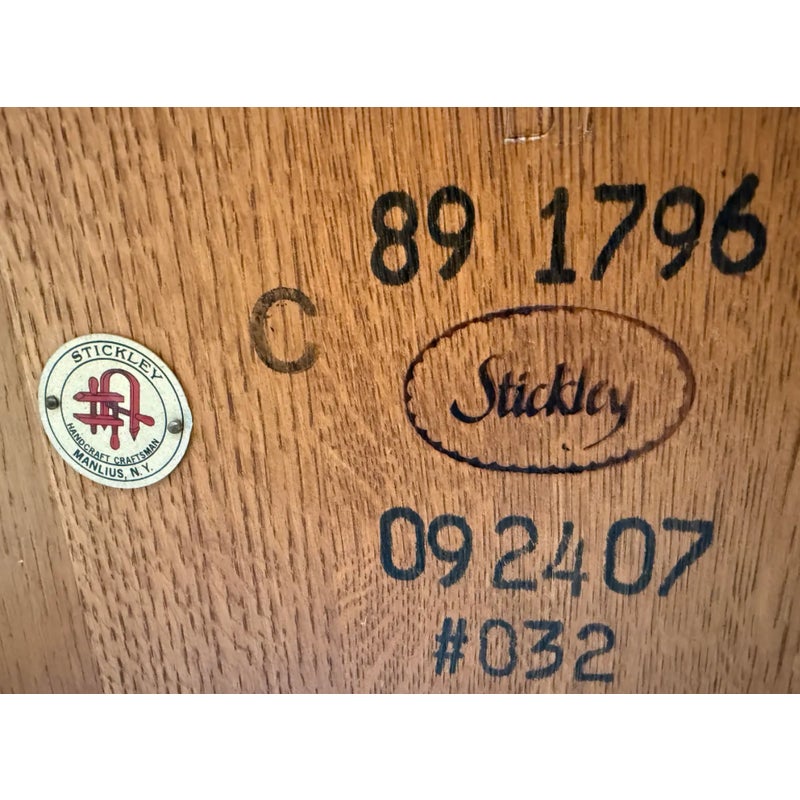 89 1796
C
Stickley
STICKLEY
HANDCRAFT CRAFTSMAN
MANLIUS, N.Y.
092407
#032